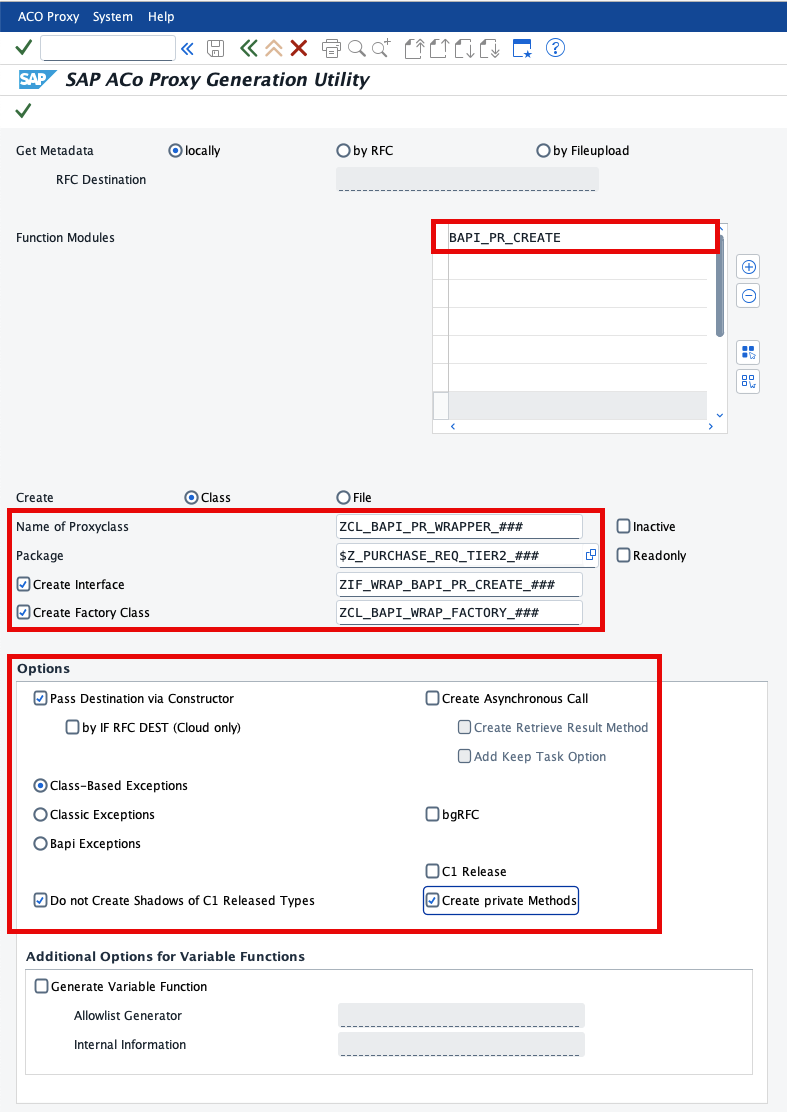 ACO Proxy System Help
SAP SAP ACo Proxy Generation Utility
Get Metadata locally by RFC by Fileupload
RFC Destination
Function Modules BAPI_PR_CREATE
Create Class File
Name of Proxyclass ZCL_BAPI_PR_WRAPPER_### Inactive
Package $Z_PURCHASE_REQ_TIER2_### Readonly
Create Interface ZIF_WRAP_BAPI_PR_CREATE_###
Create Factory Class ZCL_BAPI_WRAP_FACTORY_###
Options
Pass Destination via Constructor Create Asynchronous Call
by IF RFC DEST (Cloud only) Create Retrieve Result Method
Add Keep Task Option
Class-Based Exceptions
Classic Exceptions bgRFC
Bapi Exceptions
C1 Release
Do not Create Shadows of C1 Released Types Create private Methods
Additional Options for Variable Functions
Generate Variable Function
Allowlist Generator
Internal Information